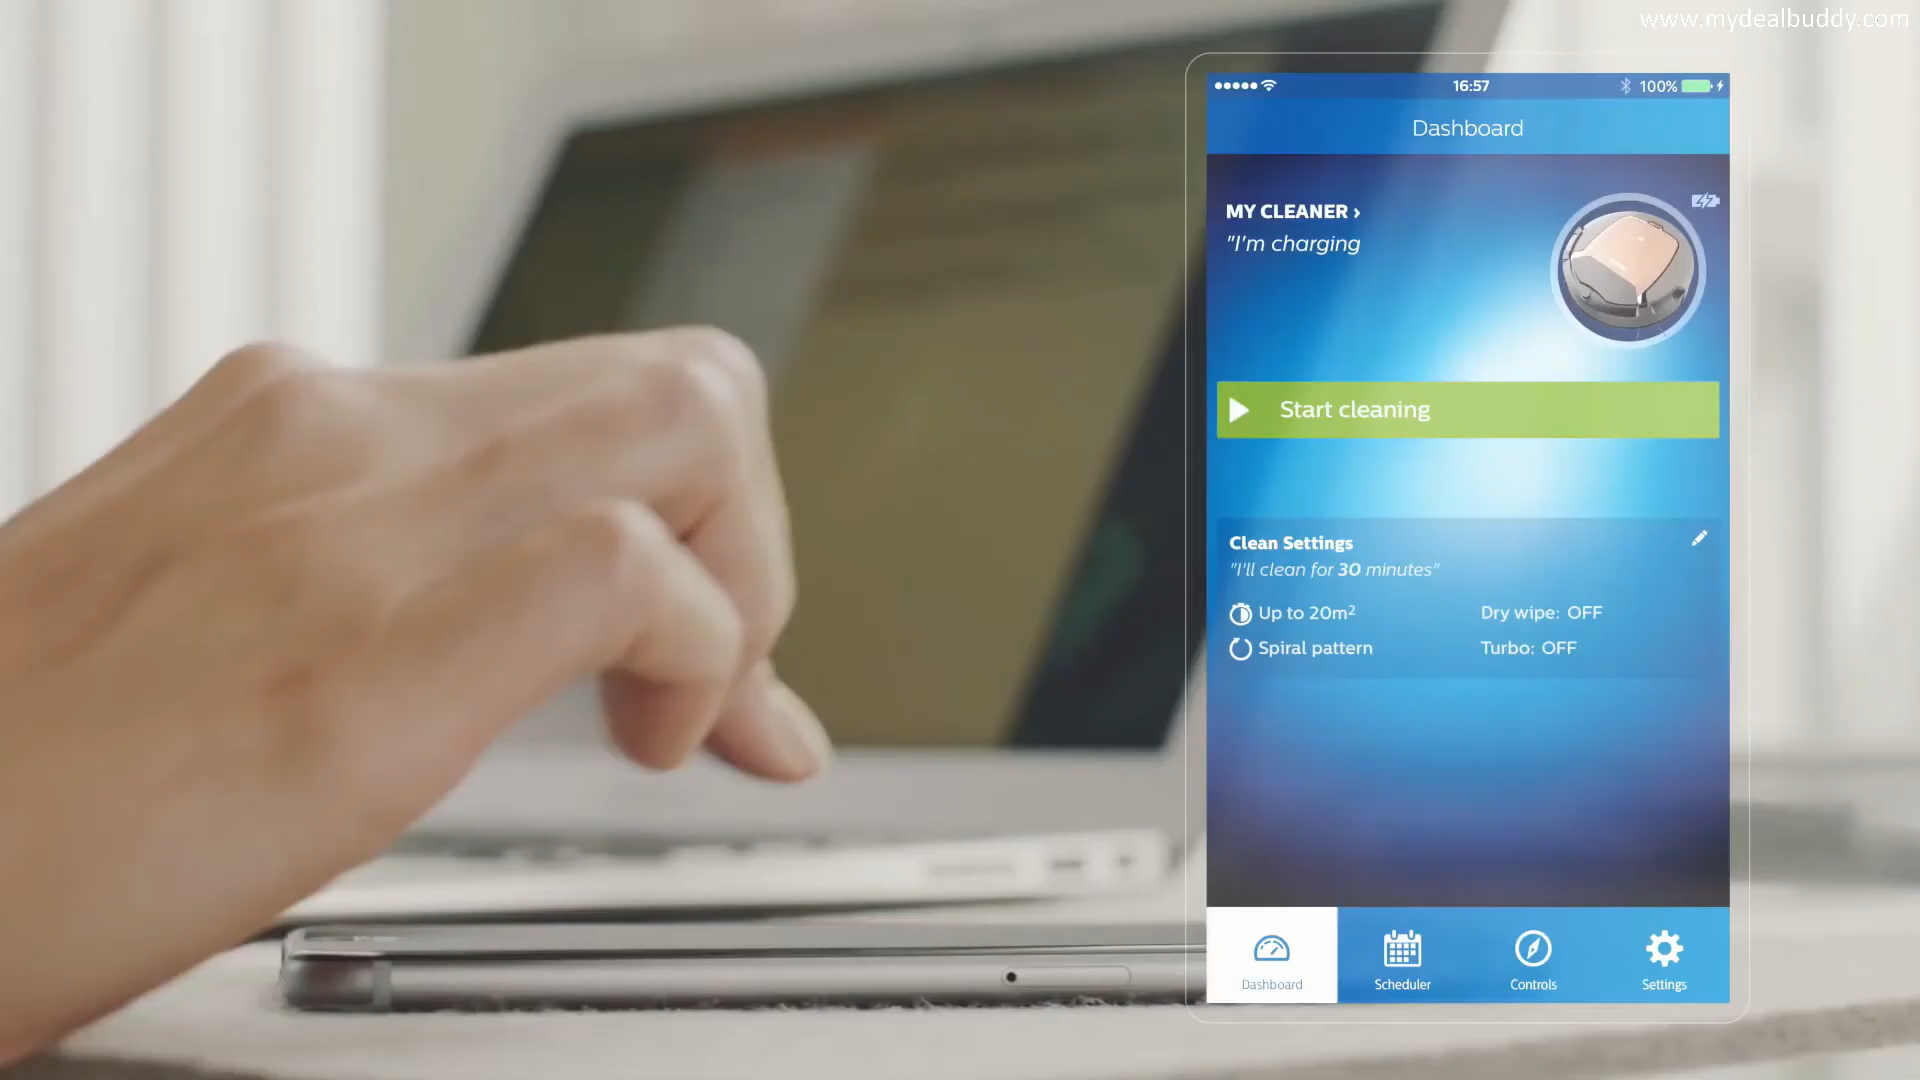 www.mydealbuddy.com
16:57
100%
Dashboard
MY CLEANER ›
"I'm charging
Start cleaning
Clean Settings
"I'll clean for 30 minutes"
Up to 20m²
Dry wipe: OFF
Spiral pattern
Turbo: OFF
Dashboard
Scheduler
Controls
Settings